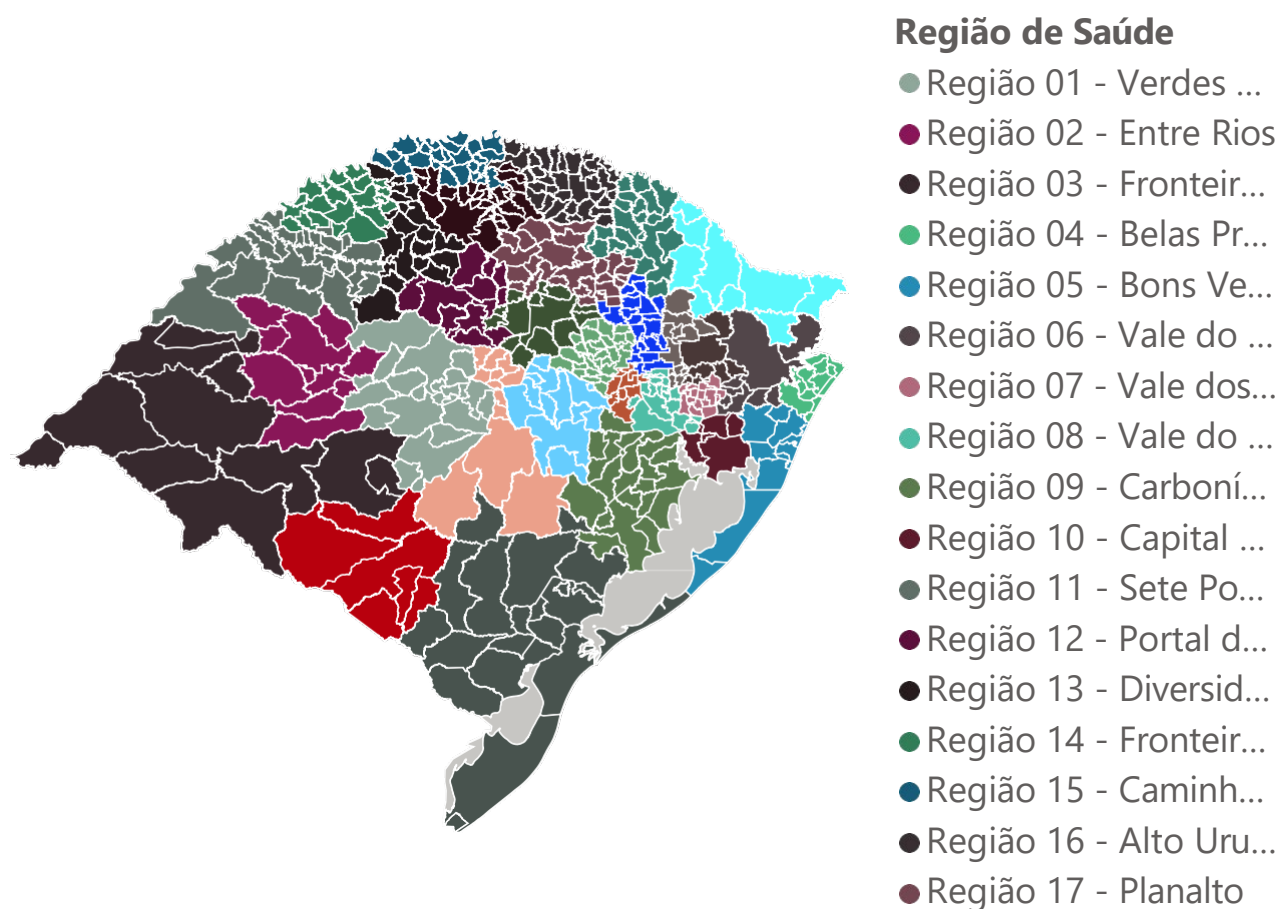 Região de Saúde
Região 01 - Verdes ...
Região 02 - Entre Rios
Região 03 - Fronteir...
Região 04 - Belas Pr...
Região 05 - Bons Ve...
Região 06 - Vale do ...
Região 07 - Vale dos...
Região 08 - Vale do ...
Região 09 - Carboní...
Região 10 - Capital ...
Região 11 - Sete Po...
Região 12 - Portal d...
Região 13 - Diversid...
Região 14 - Fronteir...
Região 15 - Caminh...
Região 16 - Alto Uru...
Região 17 - Planalto